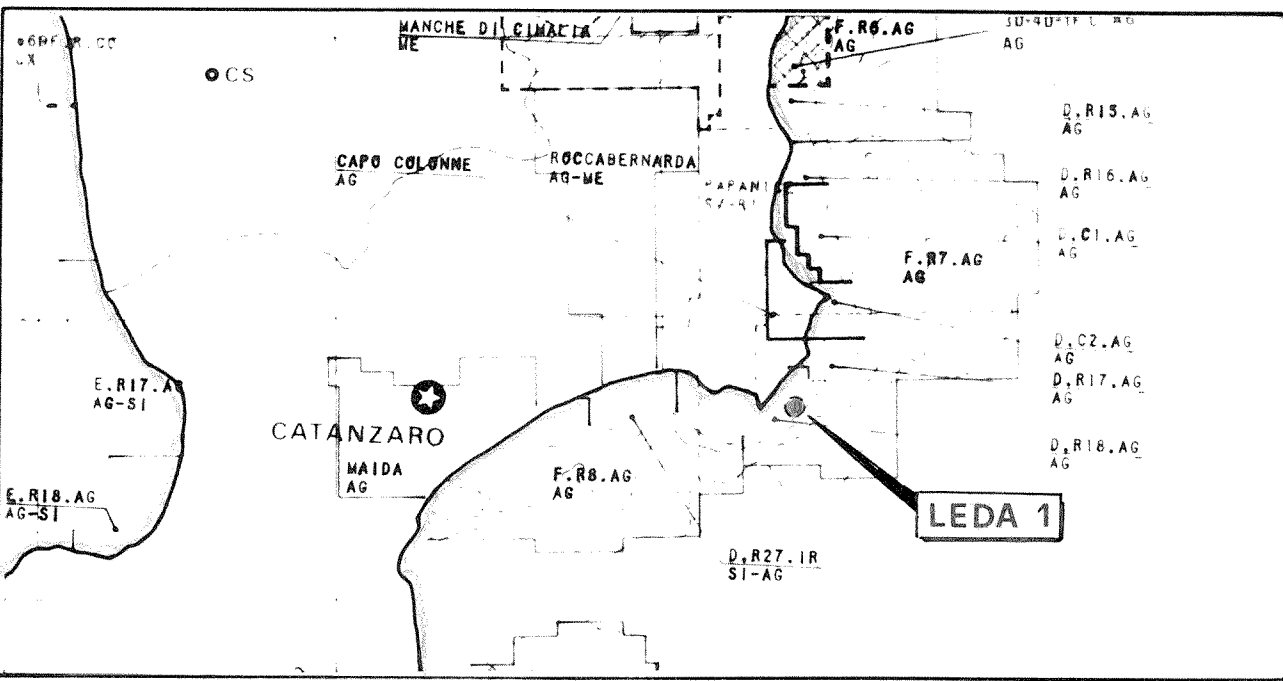 CS
MANCHE DI CIMALIA
ME
F.R6.AG
AG
AG
D.R15.AG
AG
CAPO COLONNE
AG
ROCCABERNARDA
AG-ME
D.R16.AG
AG
D.C1.AG
AG
F.R7.AG
AG
D.C2.AG
AG
D.R17.AG
AG
E.R17.AG
AG-SI
CATANZARO
MAIDA
AG
F.R8.AG
AG
D.R18.AG
AG
E.R18.AG
AG-SI
LEDA 1
D.R27.IR
SI-AG